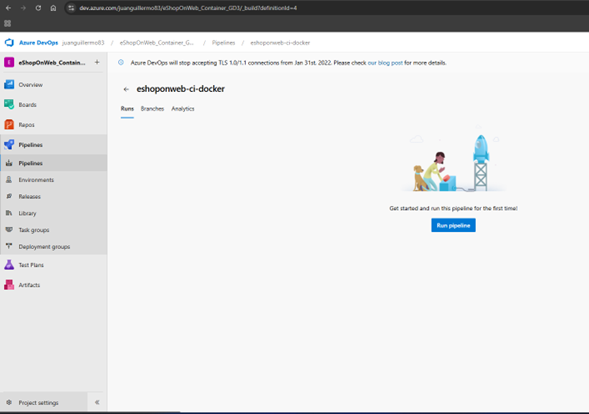 dev.azure.com/juanguillermo83/eShopOnWeb_Container_GD3/_build?definitionId=4
Azure DevOps juanguillermo83 / eShopOnWeb_Container_G... / Pipelines / eshoponweb-ci-docker
I eShopOnWeb_Contain... +
Azure DevOps will stop accepting TLS 1.0/1.1 connections from Jan 31st, 2022. Please check our blog post for more details.
Overview
Boards
Repos
Pipelines
Pipelines
Environments
Releases
Library
Task groups
Deployment groups
Test Plans
Artifacts
Project settings
eshoponweb-ci-docker
Runs Branches Analytics
Get started and run this pipeline for the first time!
Run pipeline